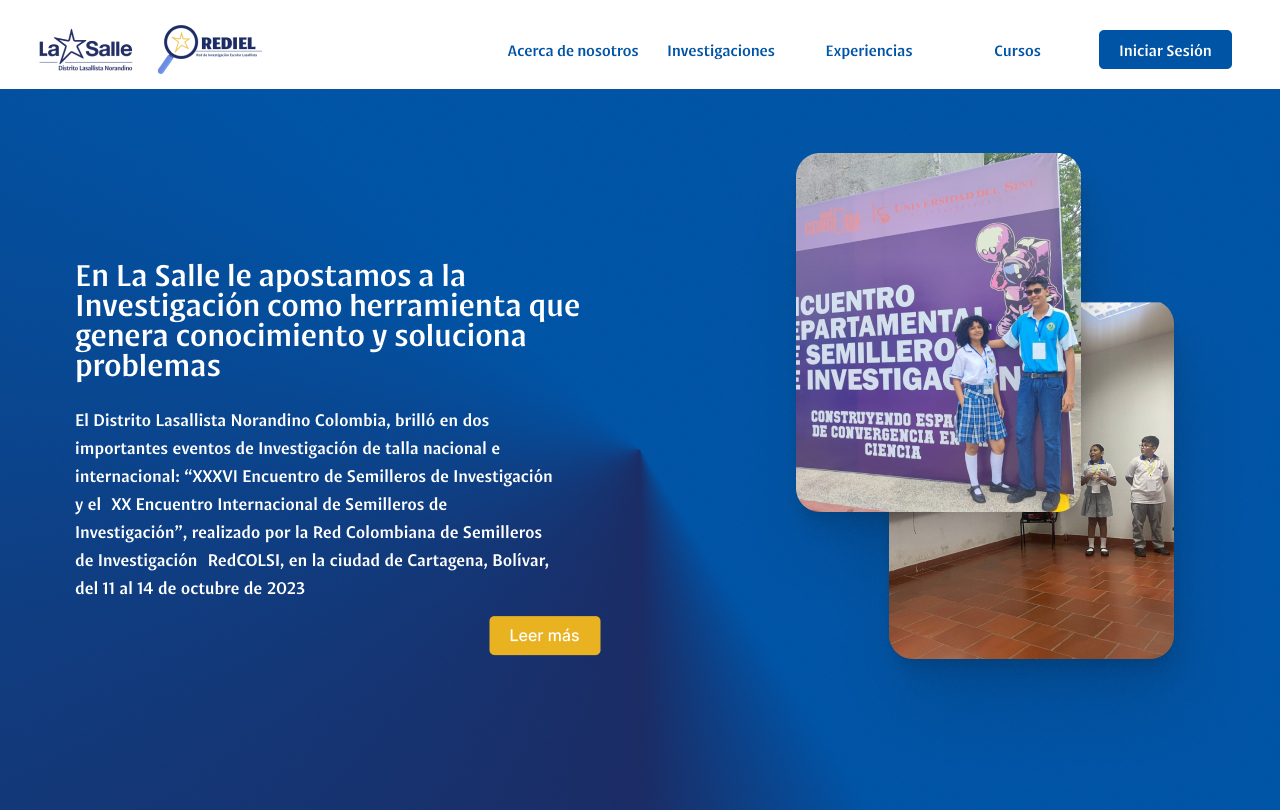 La Salle
Distrito Lasallista Norandino
REDIEL
Red de Investigación Escolar Lasallista
Acerca de nosotros
Investigaciones
Experiencias
Cursos
Iniciar Sesión
En La Salle le apostamos a la
Investigación como herramienta que
genera conocimiento y soluciona
problemas
El Distrito Lasallista Norandino Colombia, brilló en dos
importantes eventos de Investigación de talla nacional e
internacional: “XXXVI Encuentro de Semilleros de Investigación
y el XX Encuentro Internacional de Semilleros de
Investigación”, realizado por la Red Colombiana de Semilleros
de Investigación RedCOLSI, en la ciudad de Cartagena, Bolívar,
del 11 al 14 de octubre de 2023
Leer más
UNIVERSIDAD DEL SINÚ
NCUENTRO
EPARTAMENTAL
E SEMILLERO
E INVESTIGA N
CONSTRUYENDO ESPA
DE CONVERGENCIA EN
CIENCIA